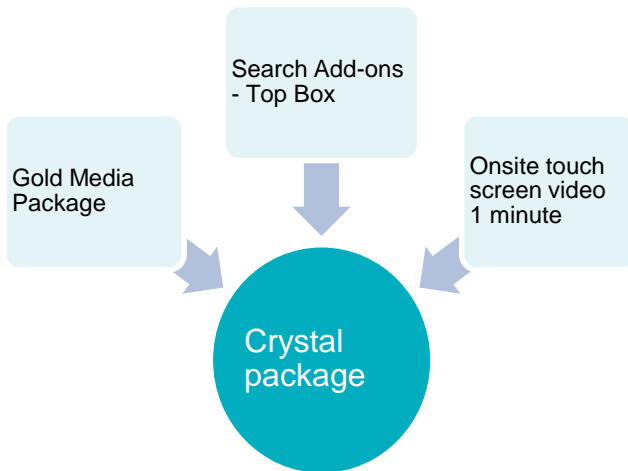 Search Add-ons
- Top Box
Gold Media
Package
Onsite touch
screen video
1 minute
Crystal
package